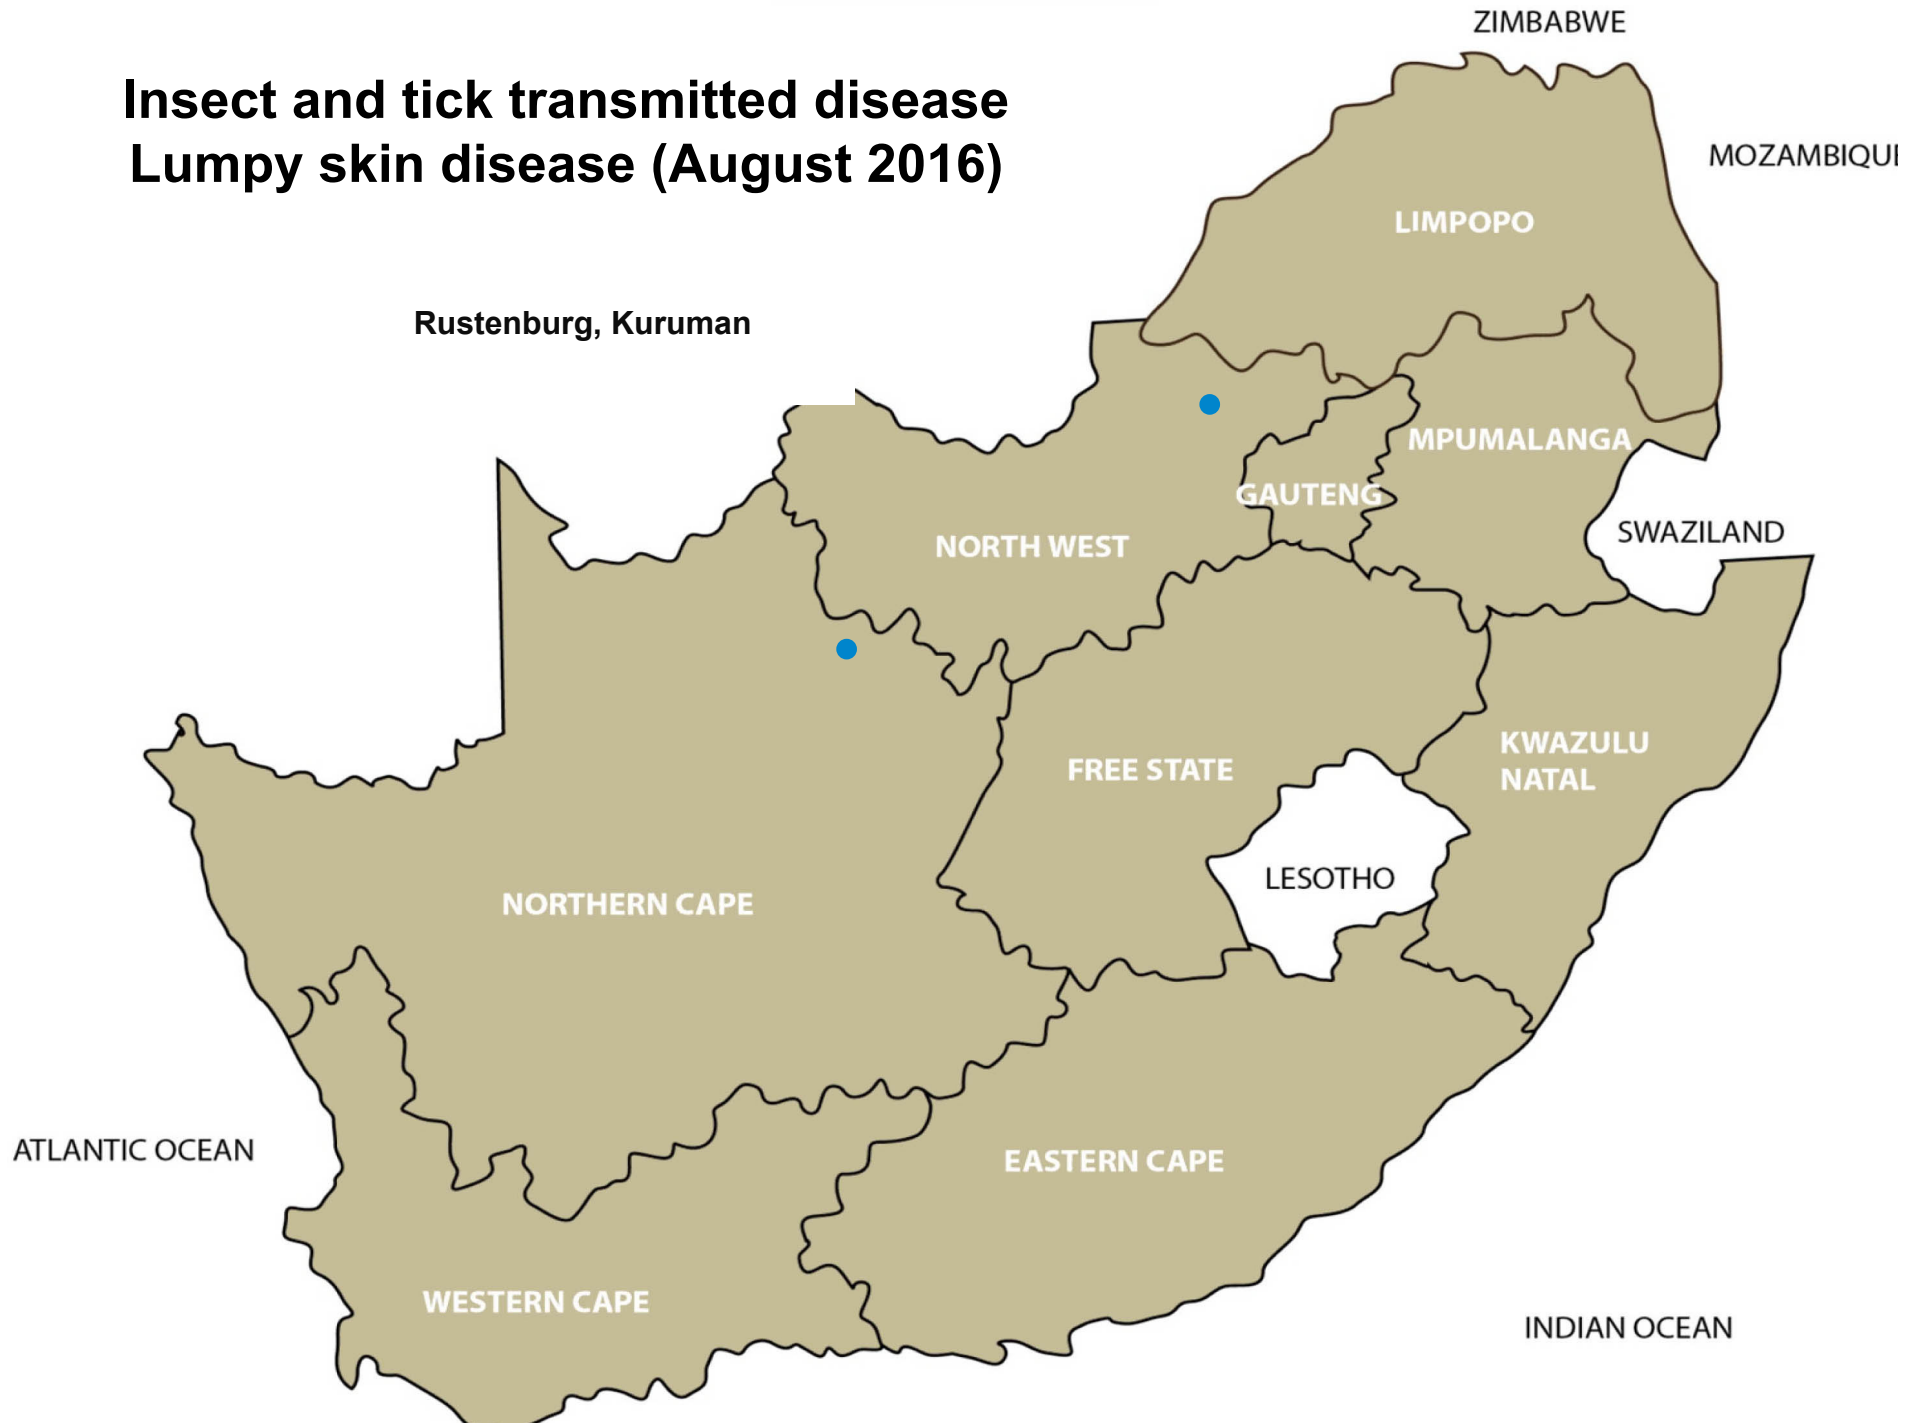 ZIMBABWE
Insect and tick transmitted disease
Lumpy skin disease (August 2016)
MOZAMBIQU
LIMPOPO
Rustenburg, Kuruman
MPUMALANGA
GAUTENG
SWAZILAND
NORTH WEST
KWAZULU
NATAL
FREE STATE
LESOTHO
NORTHERN CAPE
ATLANTIC OCEAN
EASTERN CAPE
WESTERN CAPE
INDIAN OCEAN